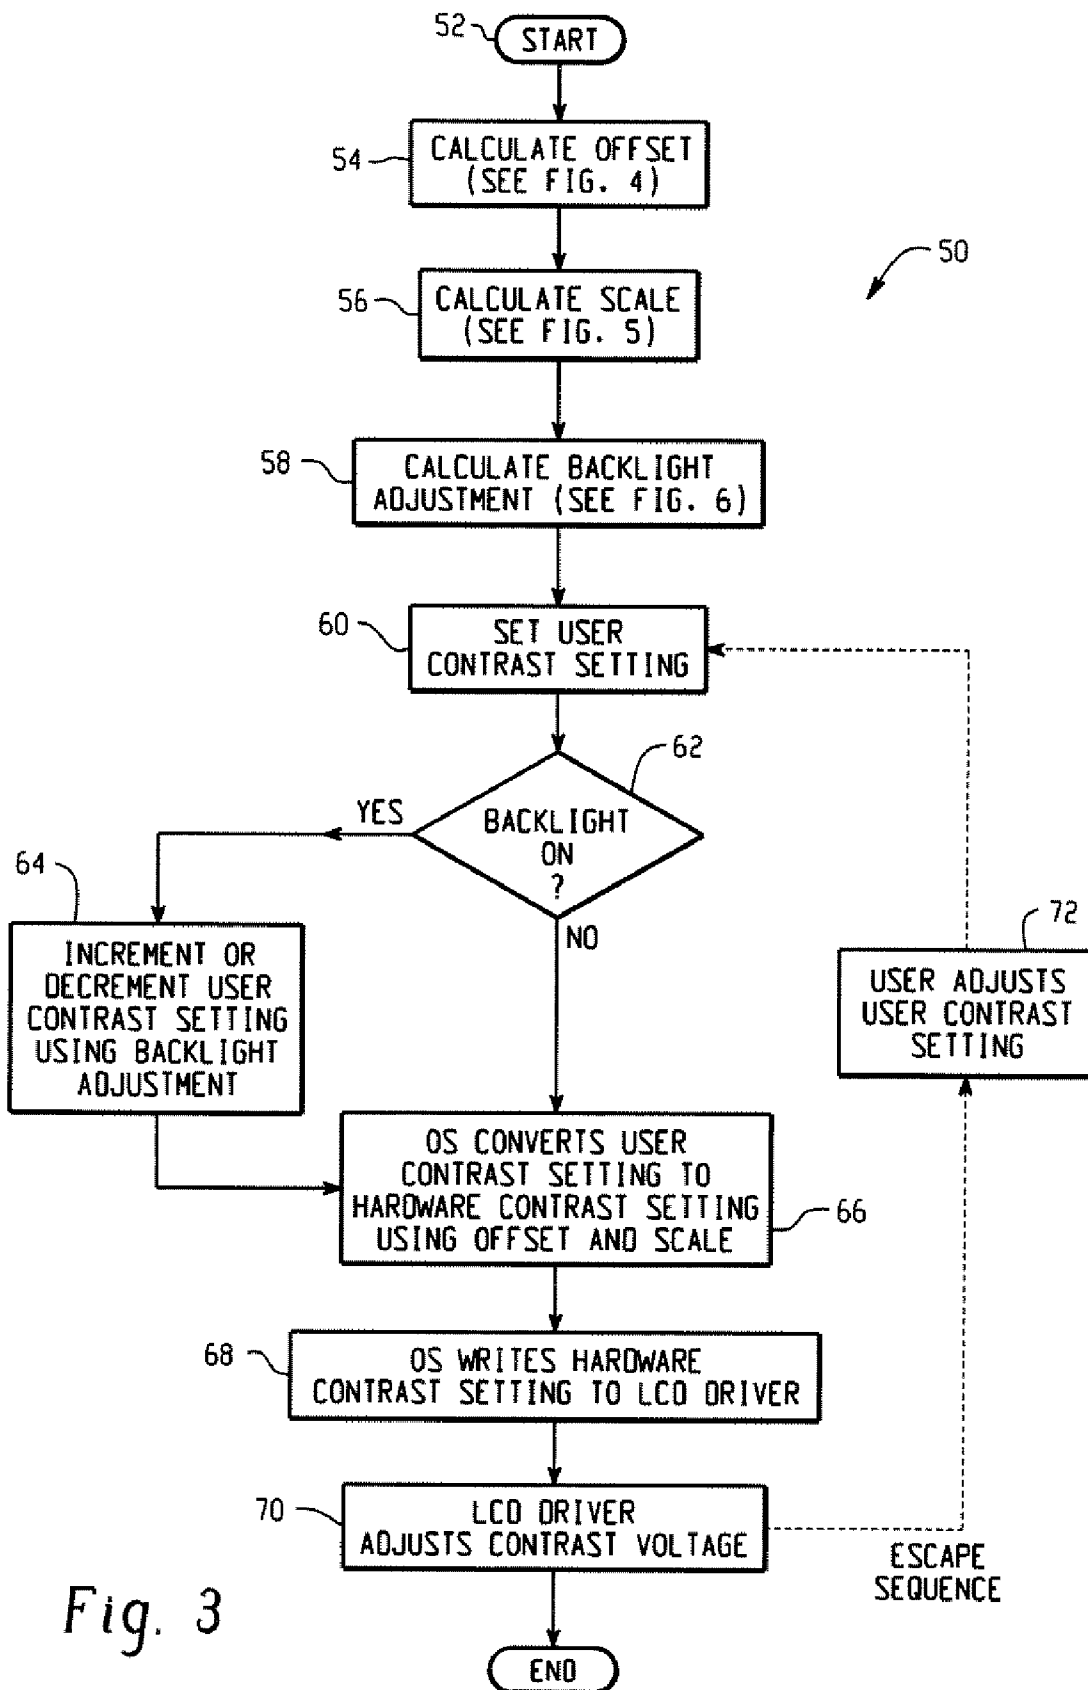 52
START
54
CALCULATE OFFSET
(SEE FIG. 4)
50
56
CALCULATE SCALE
(SEE FIG. 5)
58
CALCULATE BACKLIGHT
ADJUSTMENT (SEE FIG. 6)
60
SET USER
CONTRAST SETTING
62
YES
BACKLIGHT
ON
?
NO
64
INCREMENT OR
DECREMENT USER
CONTRAST SETTING
USING BACKLIGHT
ADJUSTMENT
72
USER ADJUSTS
USER CONTRAST
SETTING
OS CONVERTS USER
CONTRAST SETTING TO
HARDWARE CONTRAST SETTING
USING OFFSET AND SCALE
66
68
OS WRITES HARDWARE
CONTRAST SETTING TO LCD DRIVER
70
LCD DRIVER
ADJUSTS CONTRAST VOLTAGE
ESCAPE
SEQUENCE
Fig. 3
END